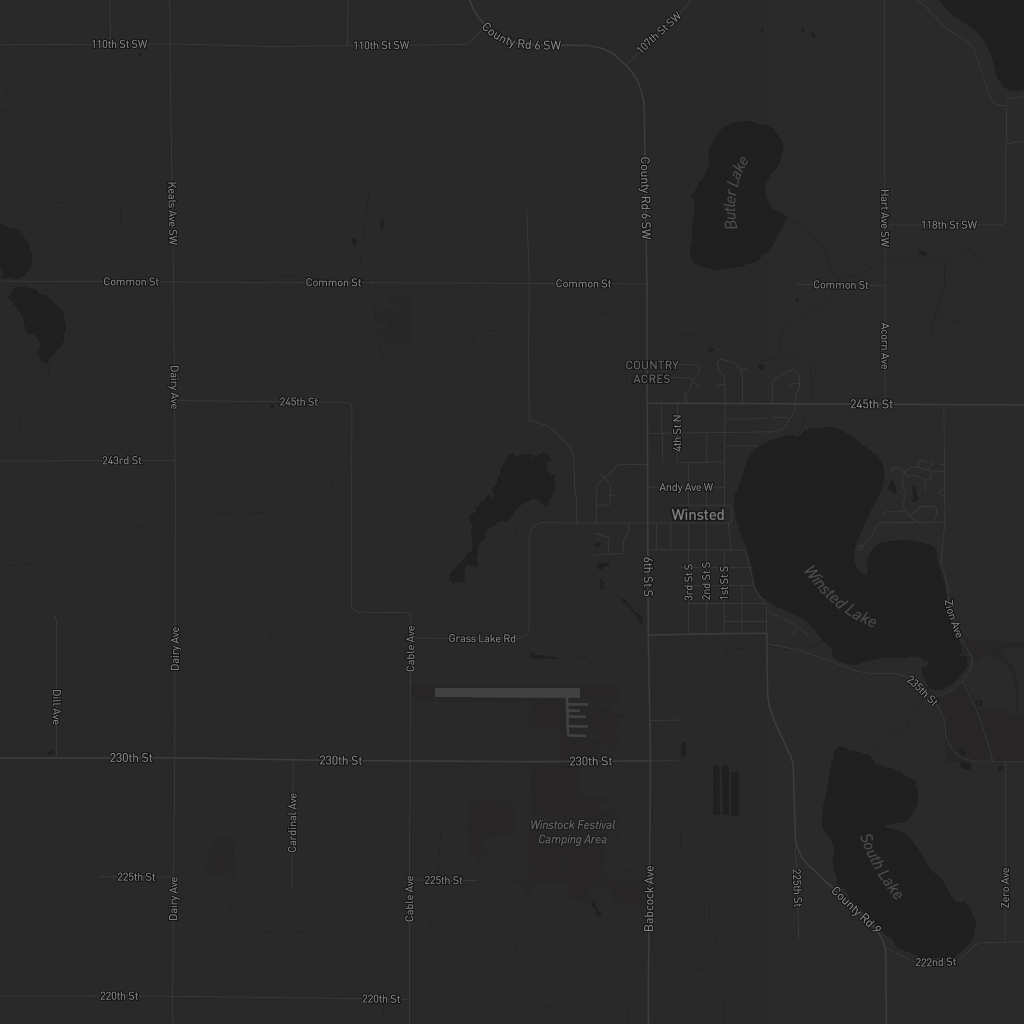 110th St SW
110th St SW
County Rd 6 SW
107th St SW
Keats Ave SW
County Rd 6 SW
Butler Lake
Hart Ave SW
118th St SW
Common St
Common St
Common St
Common St
Acorn Ave
COUNTRY
ACRES
Dairy Ave
245th St
245th St
4th St N
243rd St
Andy Ave W
Winsted
6th St S
3rd St S
2nd St S
1st St S
Winsted Lake
Zion Ave
Dairy Ave
Cable Ave
Grass Lake Rd
235th St
Dill Ave
230th St
230th St
230th St
Cardinal Ave
Winstock Festival
Camping Area
South Lake
225th St
Dairy Ave
Cable Ave
225th St
Babcock Ave
225th St
County Rd 9
Zero Ave
222nd St
220th St
220th St